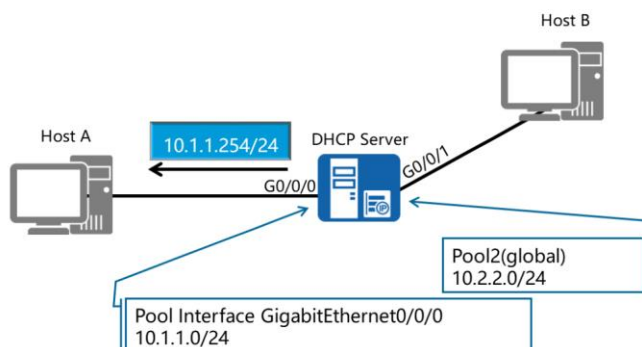 Host B
Host A
10.1.1.254/24
DHCP Server
G0/0/0
G0/0/1
IP
Pool2(global)
10.2.2.0/24
Pool Interface GigabitEthernet0/0/0
10.1.1.0/24